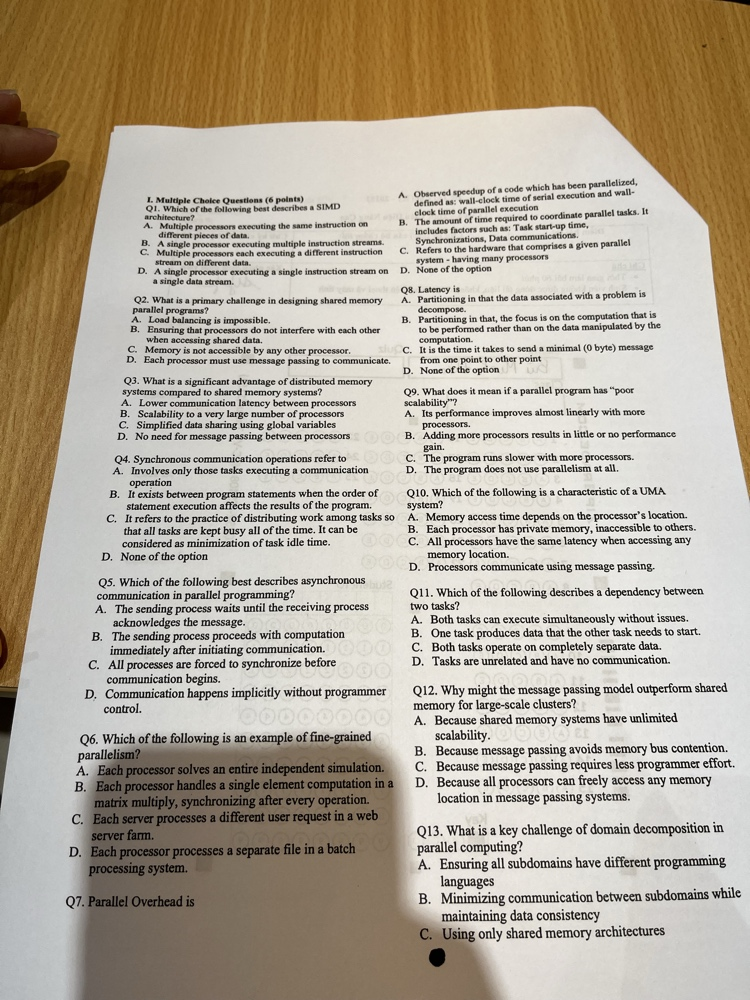 I. Multiple Choice Questions (6 points)
Q1. Which of the following best describes a SIMD
architecture?
A. Multiple processors executing the same instruction on
different pieces of data.
B. A single processor executing multiple instruction streams.
C. Multiple processors each executing a different instruction
stream on different data.
D. A single processor executing a single instruction stream on
a single data stream.
Q2. What is a primary challenge in designing shared memory
parallel programs?
A. Load balancing is impossible.
B. Ensuring that processors do not interfere with each other
when accessing shared data.
C. Memory is not accessible by any other processor.
D. Each processor must use message passing to communicate.
Q3. What is a significant advantage of distributed memory
systems compared to shared memory systems?
A. Lower communication latency between processors
B. Scalability to a very large number of processors
C. Simplified data sharing using global variables
D. No need for message passing between processors
Q4. Synchronous communication operations refer to
A. Involves only those tasks executing a communication
operation
B. It exists between program statements when the order of
statement execution affects the results of the program.
C. It refers to the practice of distributing work among tasks so
that all tasks are kept busy all of the time. It can be
considered as minimization of task idle time.
D. None of the option
Q5. Which of the following best describes asynchronous
communication in parallel programming?
A. The sending process waits until the receiving process
acknowledges the message.
B. The sending process proceeds with computation
immediately after initiating communication.
C. All processes are forced to synchronize before
communication begins.
D. Communication happens implicitly without programmer
control.
Q6. Which of the following is an example of fine-grained
parallelism?
A. Each processor solves an entire independent simulation.
B. Each processor handles a single element computation in a
matrix multiply, synchronizing after every operation.
C. Each server processes a different user request in a web
server farm.
D. Each processor processes a separate file in a batch
processing system.
Q7. Parallel Overhead is
A. Observed speedup of a code which has been parallelized,
defined as: wall-clock time of serial execution and wall-
clock time of parallel execution
B. The amount of time required to coordinate parallel tasks. It
includes factors such as: Task start-up time,
Synchronizations, Data communications.
C. Refers to the hardware that comprises a given parallel
system - having many processors
D. None of the option
Q8. Latency is
A. Partitioning in that the data associated with a problem is
decompose.
B. Partitioning in that, the focus is on the computation that is
to be performed rather than on the data manipulated by the
computation.
C. It is the time it takes to send a minimal (0 byte) message
from one point to other point
D. None of the option
Q9. What does it mean if a parallel program has "poor
scalability"?
A. Its performance improves almost linearly with more
processors.
B. Adding more processors results in little or no performance
gain.
C. The program runs slower with more processors.
D. The program does not use parallelism at all.
Q10. Which of the following is a characteristic of a UMA
system?
A. Memory access time depends on the processor's location.
B. Each processor has private memory, inaccessible to others.
C. All processors have the same latency when accessing any
memory location.
D. Processors communicate using message passing.
Q11. Which of the following describes a dependency between
two tasks?
A. Both tasks can execute simultaneously without issues.
B. One task produces data that the other task needs to start.
C. Both tasks operate on completely separate data.
D. Tasks are unrelated and have no communication.
Q12. Why might the message passing model outperform shared
memory for large-scale clusters?
A. Because shared memory systems have unlimited
scalability.
B. Because message passing avoids memory bus contention.
C. Because message passing requires less programmer effort.
D. Because all processors can freely access any memory
location in message passing systems.
Q13. What is a key challenge of domain decomposition in
parallel computing?
A. Ensuring all subdomains have different programming
languages
B. Minimizing communication between subdomains while
maintaining data consistency
C. Using only shared memory architectures